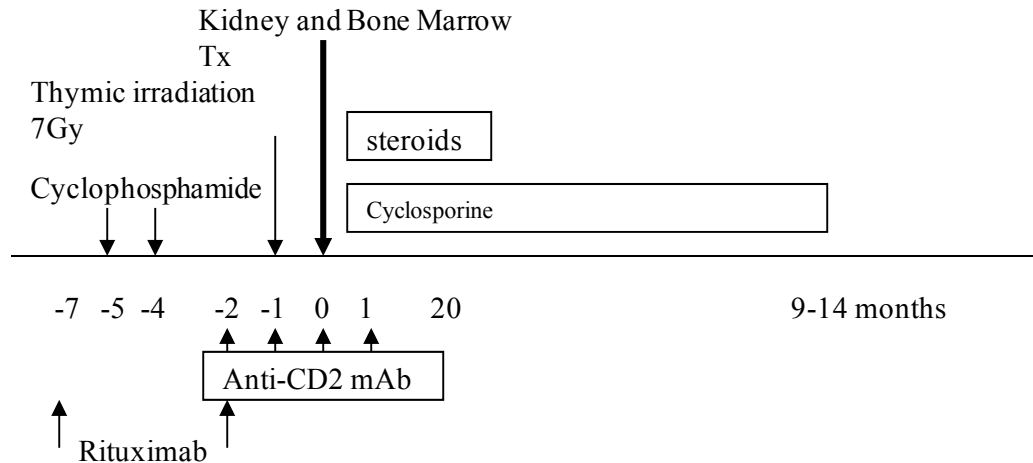 Kidney and Bone Marrow
Tx
Thymic irradiation
7Gy
steroids
Cyclophosphamide
Cyclosporine
-7 -5 -4 -2 -1 0 1 20 9-14 months
Anti-CD2 mAb
Rituximab